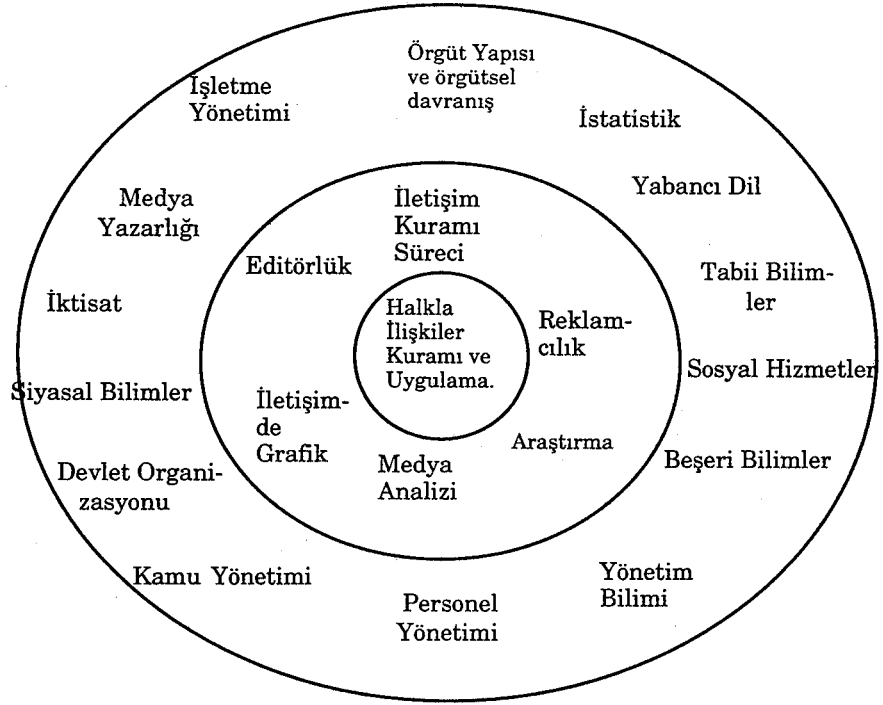 Örgüt Yapısı
ve örgütsel
davranış
İşletme
Yönetimi
İstatistik
Yabancı Dil
Medya
Yazarlığı
İletişim
Kuramı
Süreci
Editörlük
Tabii Bilim-
ler
İktisat
Halkla
İlişkiler
Kuramı ve
Uygulama.
Reklam-
cılık
Sosyal Hizmetler
Siyasal Bilimler
İletişim-
de
Grafik
Araştırma
Medya
Analizi
Beşeri Bilimler
Devlet Organi-
zasyonu
Kamu Yönetimi
Yönetim
Bilimi
Personel
Yönetimi